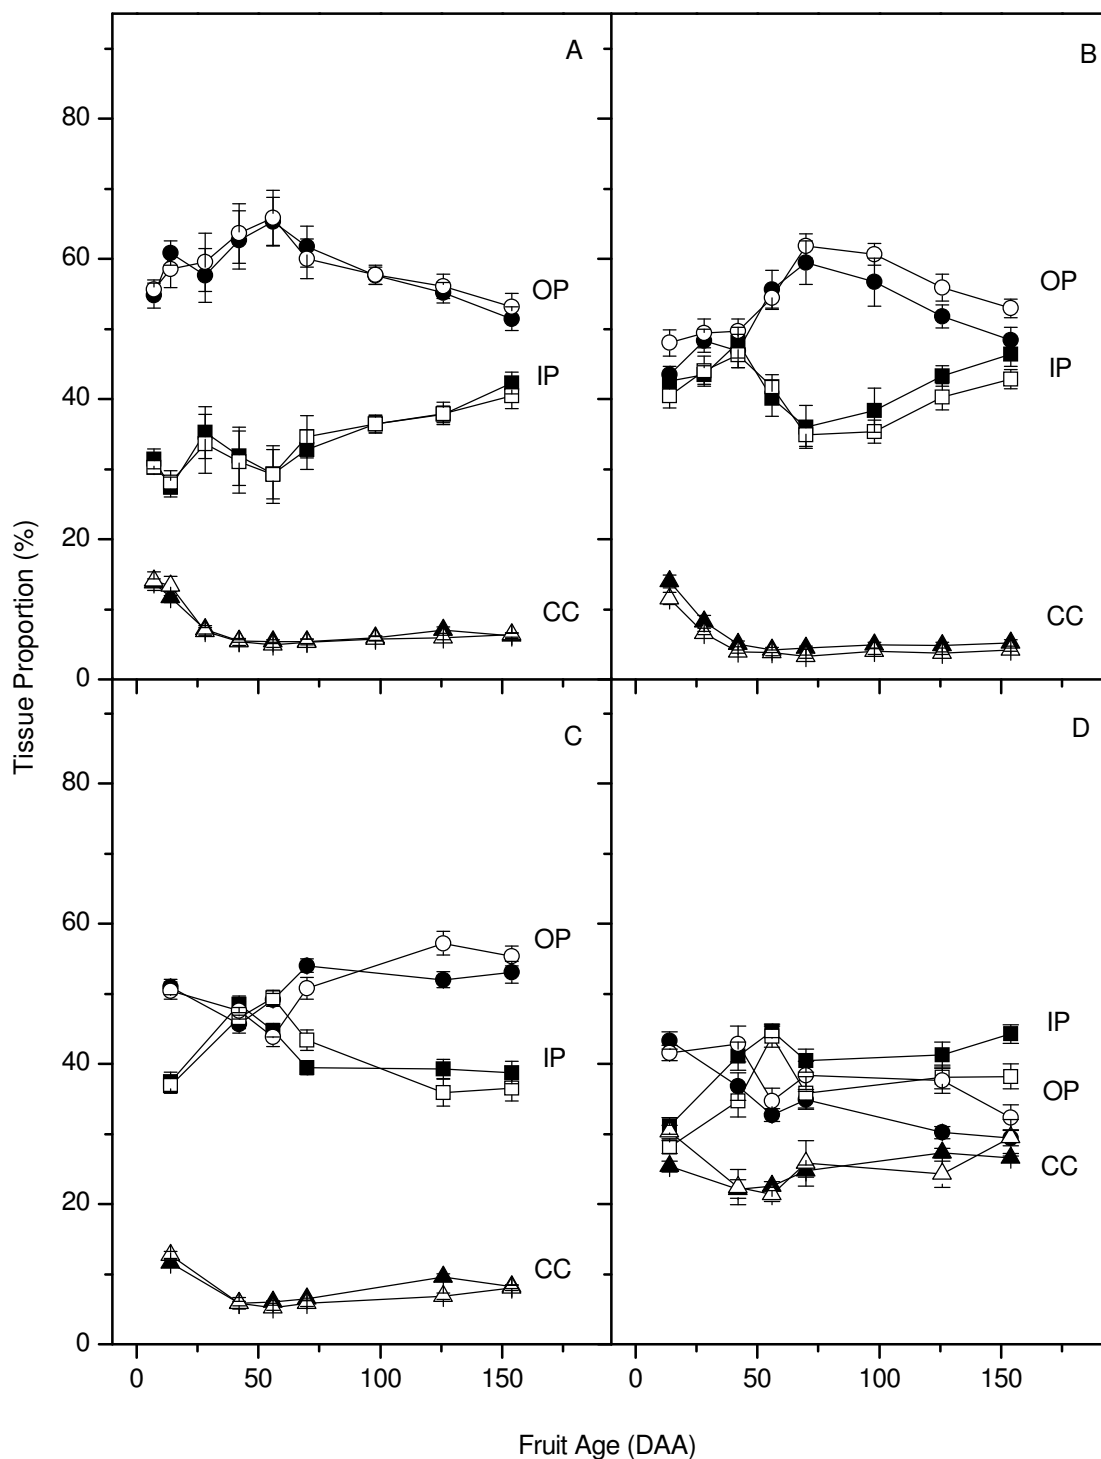 A
B
80
60
OP
OP
40
IP
IP
20
CC
CC
0
Tissue Proportion (%)
C
D
80
60
OP
IP
40
IP
OP
20
CC
CC
0
0 50 100 150
0 50 100 150
Fruit Age (DAA)